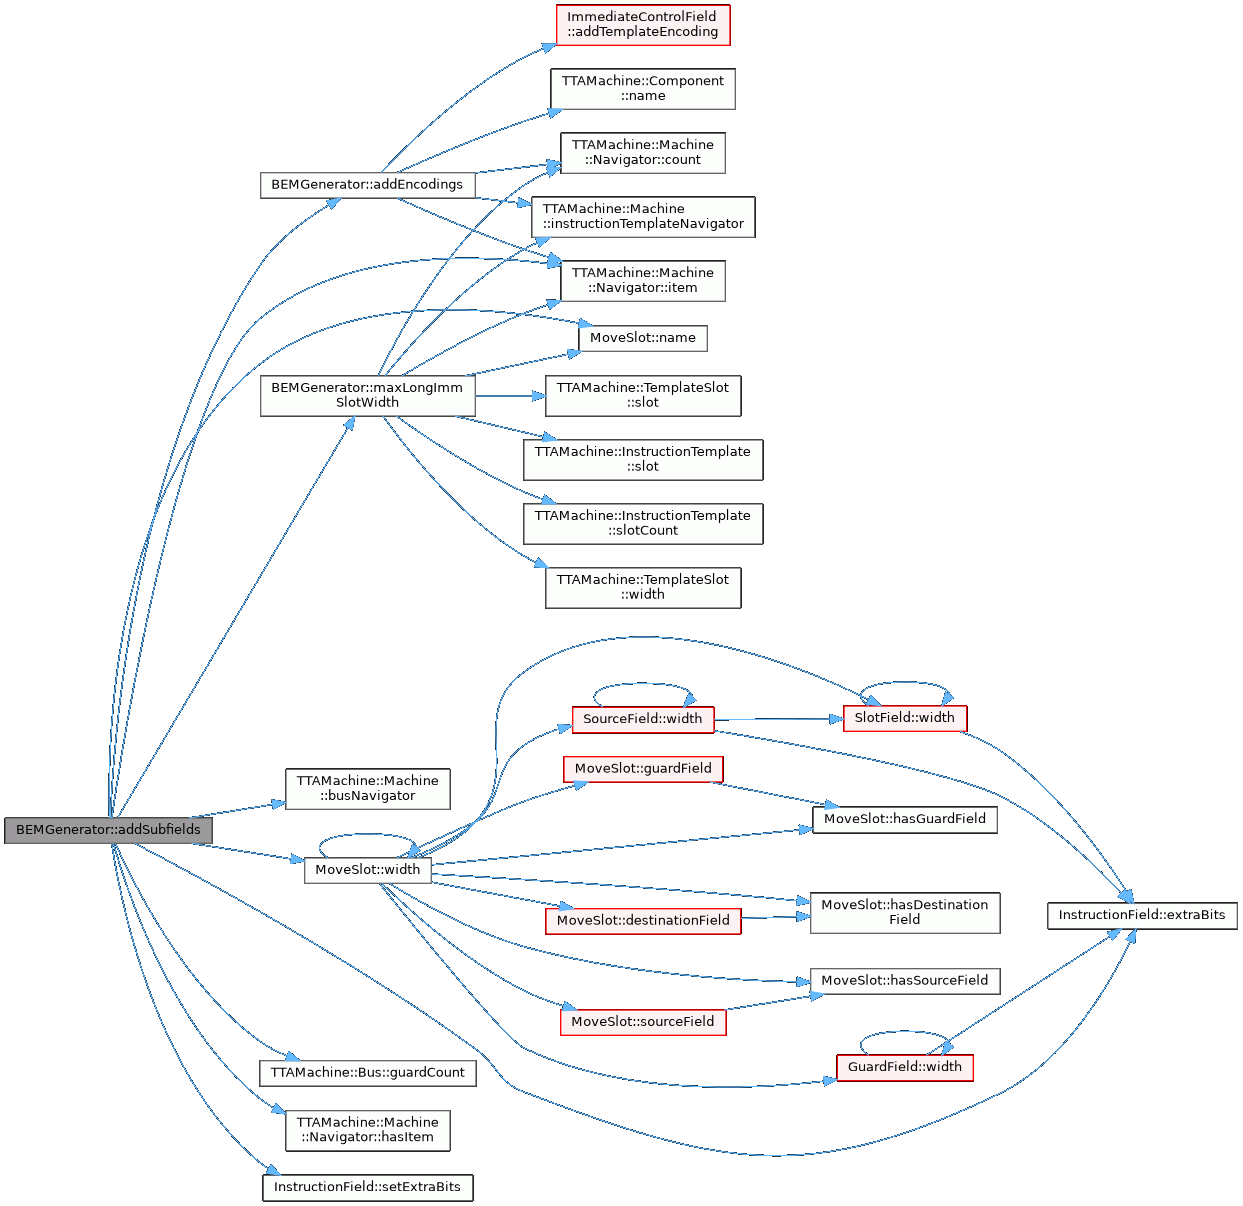 ImmediateControlField
::addTemplateEncoding
TTAMachine::Component
::name
TTAMachine::Machine
::Navigator::count
BEMGenerator::addEncodings
TTAMachine::Machine
::instructionTemplateNavigator
TTAMachine::Machine
::Navigator::item
MoveSlot::name
BEMGenerator::maxLongImm
SlotWidth
TTAMachine::TemplateSlot
::slot
TTAMachine::InstructionTemplate
::slot
TTAMachine::InstructionTemplate
::slotCount
TTAMachine::TemplateSlot
::width
SourceField::width
SlotField::width
MoveSlot::guardField
TTAMachine::Machine
::busNavigator
MoveSlot::hasGuardField
BEMGenerator::addSubfields
MoveSlot::width
MoveSlot::hasDestination
Field
MoveSlot::destinationField
InstructionField::extraBits
MoveSlot::hasSourceField
MoveSlot::sourceField
GuardField::width
TTAMachine::Bus::guardCount
TTAMachine::Machine
::Navigator::hasItem
InstructionField::setExtraBits